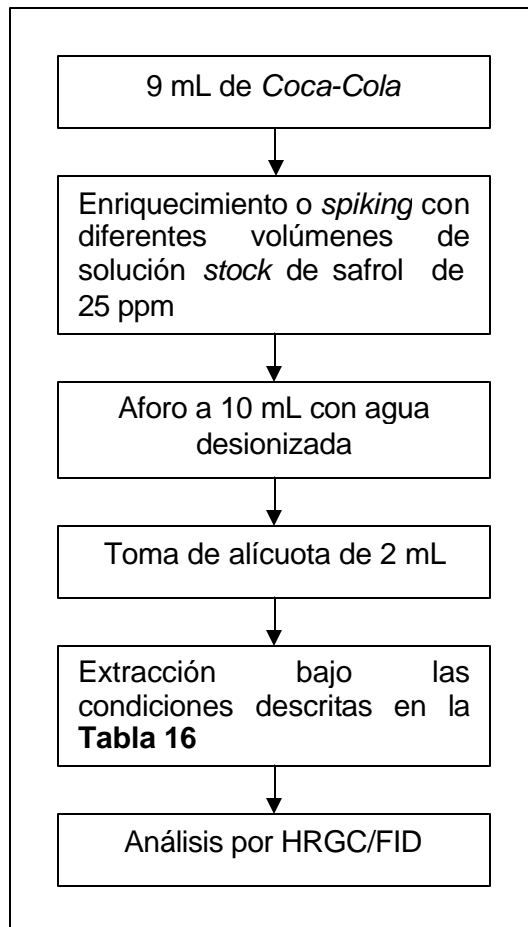 9 mL de Coca-Cola
Enriquecimiento o spiking con
diferentes volúmenes de
solución stock de safrol de
25 ppm
Aforo a 10 mL con agua
desionizada
Toma de alícuota de 2 mL
Extracción bajo las
condiciones descritas en la
Tabla 16
Análisis por HRGC/FID